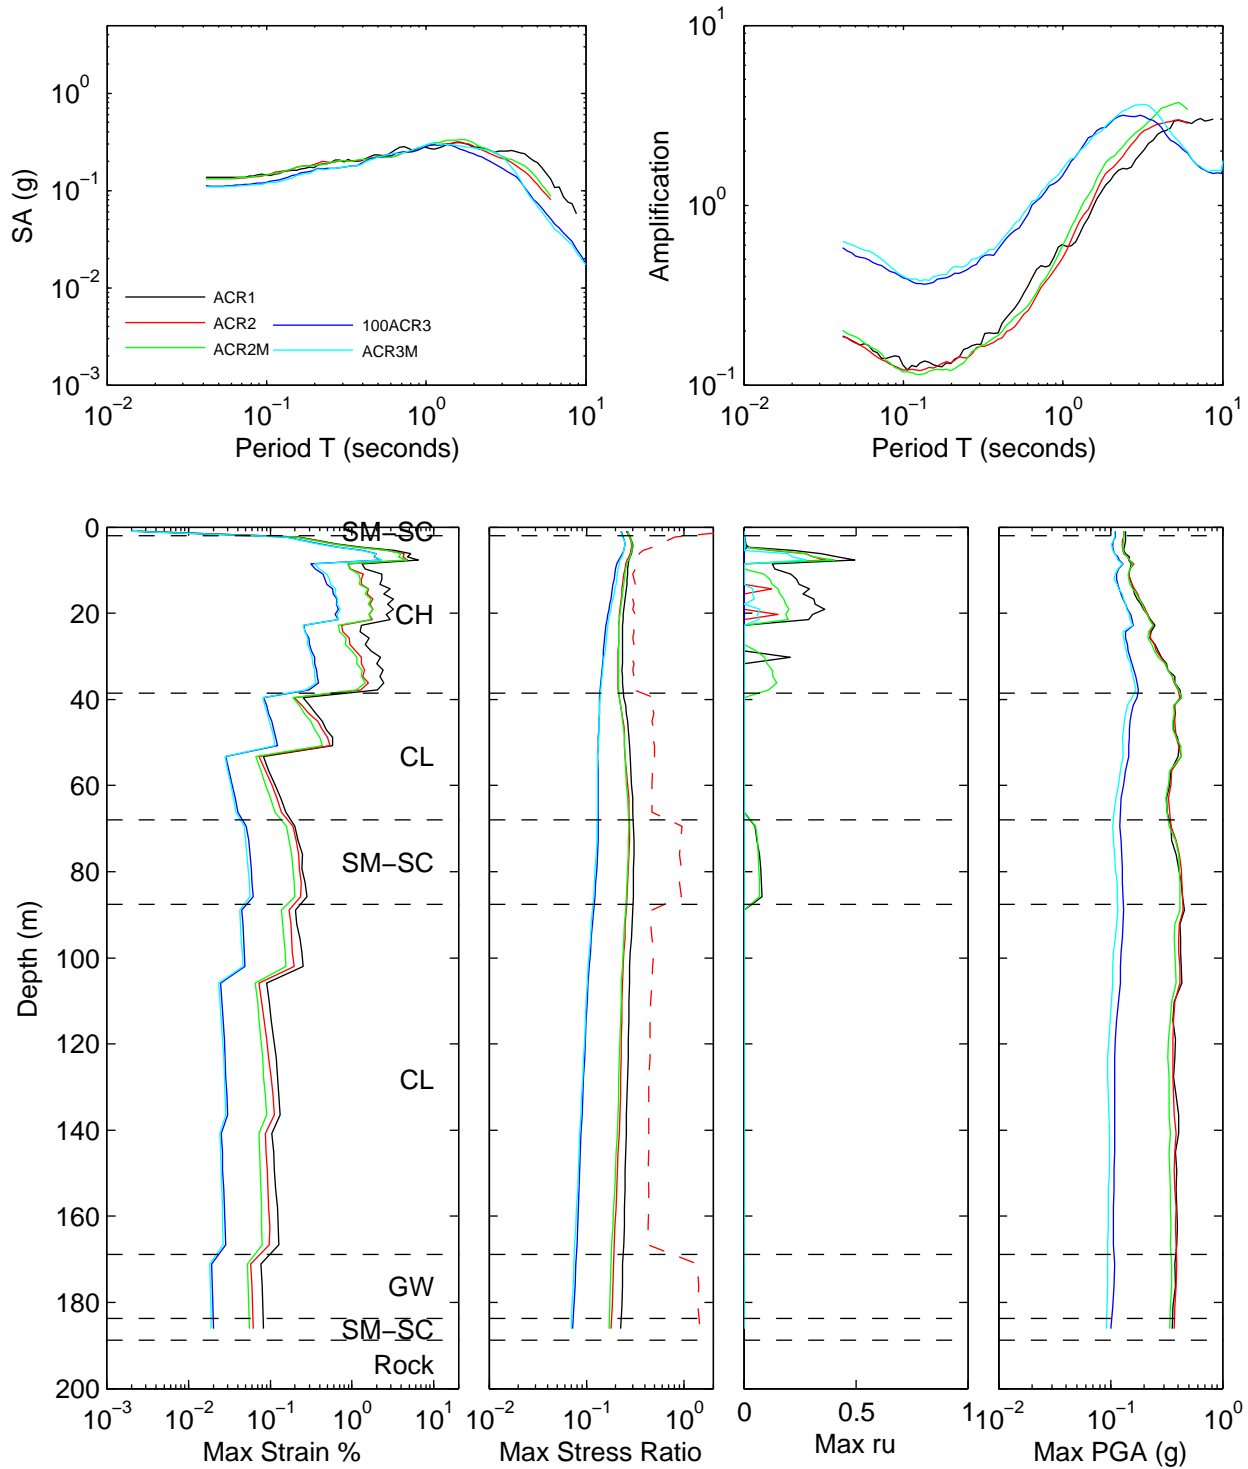 10^1
10^0
10^0
10^−1
10^0
10^−2
10^−3
10^−1
SA (g)
Amplification
ACR1
ACR2
ACR2M
100ACR3
ACR3M
10^−2
10^−1
10^0
10^1
10^−2
10^−1
10^0
10^1
Period T (seconds)
Period T (seconds)
0
20
40
60
80
100
120
140
160
180
200
Depth (m)
SM−SC
CH
CL
SM−SC
CL
GW
SM−SC
Rock
10^−3
10^−2
10^−1
10^0
10^1
10^−1
10^0
0
0.5
1
10^−2
10^−1
10^0
Max Strain %
Max Stress Ratio
Max ru
Max PGA (g)